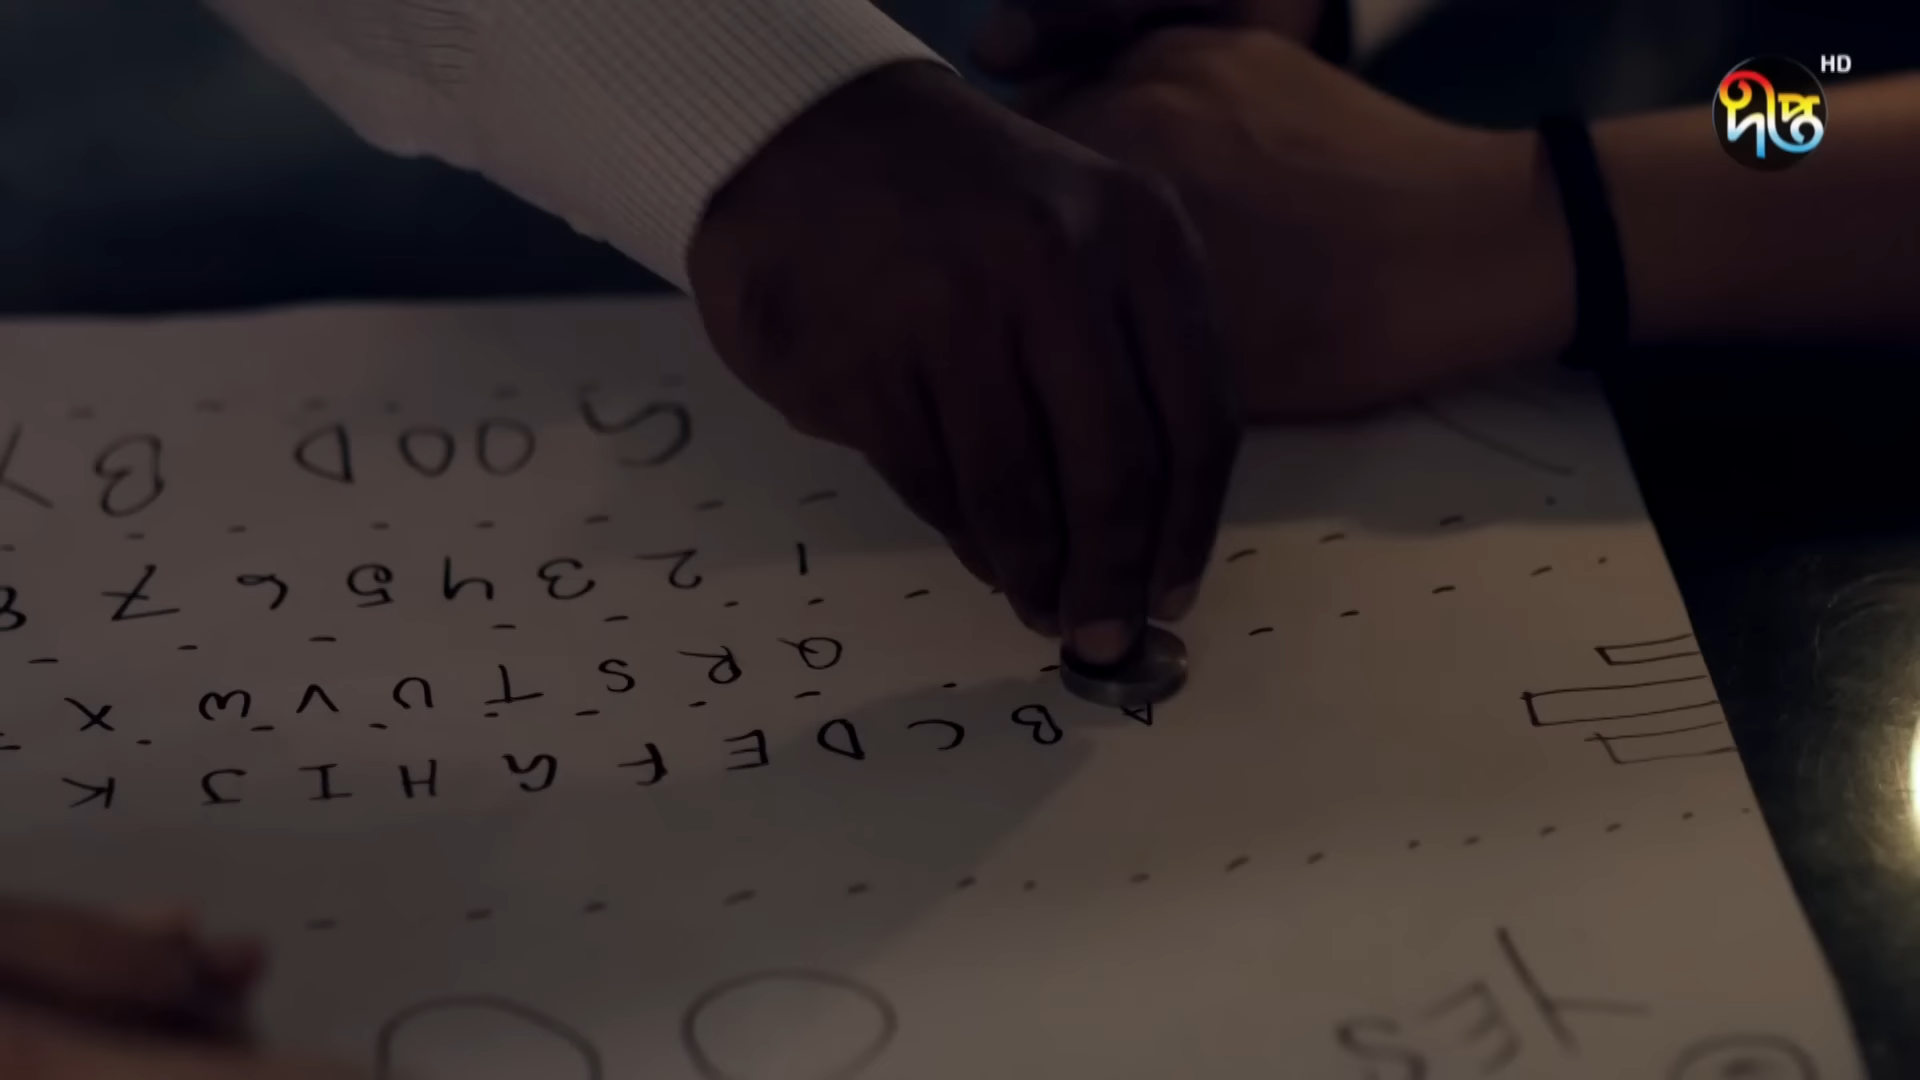 HD
দীপ্ত
YES
A B C D E F G H I J K
Q R S T U V W X
1 2 3 4 5 6 7 8
GOOD BY